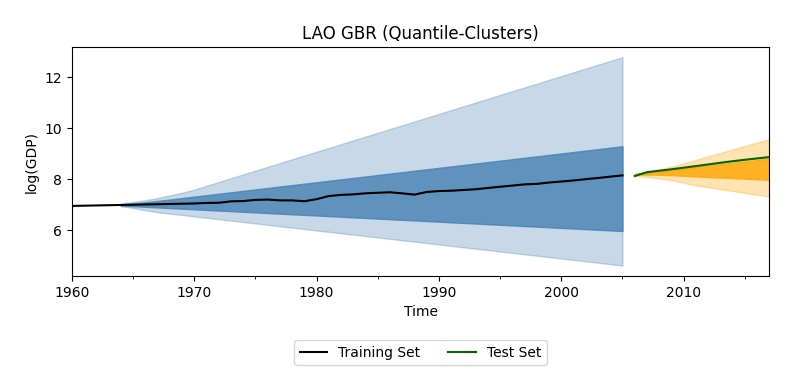 LAO GBR (Quantile-Clusters)
log(GDP)
12
10
8
6
1960 1970 1980 1990 2000 2010
Time
Training Set Test Set